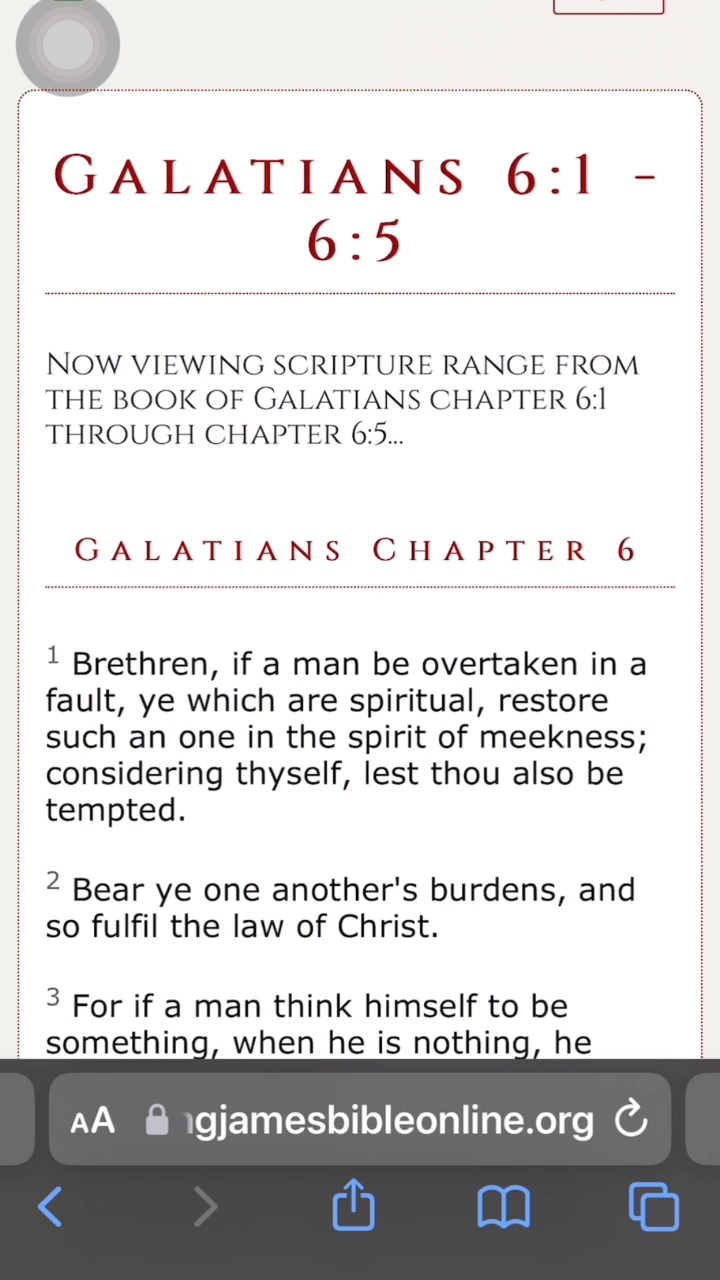 GALATIANS 6:1 -
6:5
NOW VIEWING SCRIPTURE RANGE FROM
THE BOOK OF GALATIANS CHAPTER 6:1
THROUGH CHAPTER 6:5...
GALATIANS CHAPTER 6
1 Brethren, if a man be overtaken in a
fault, ye which are spiritual, restore
such an one in the spirit of meekness;
considering thyself, lest thou also be
tempted.
2 Bear ye one another's burdens, and
so fulfil the law of Christ.
3 For if a man think himself to be
something, when he is nothing, he
AA gjamesbibleonline.org